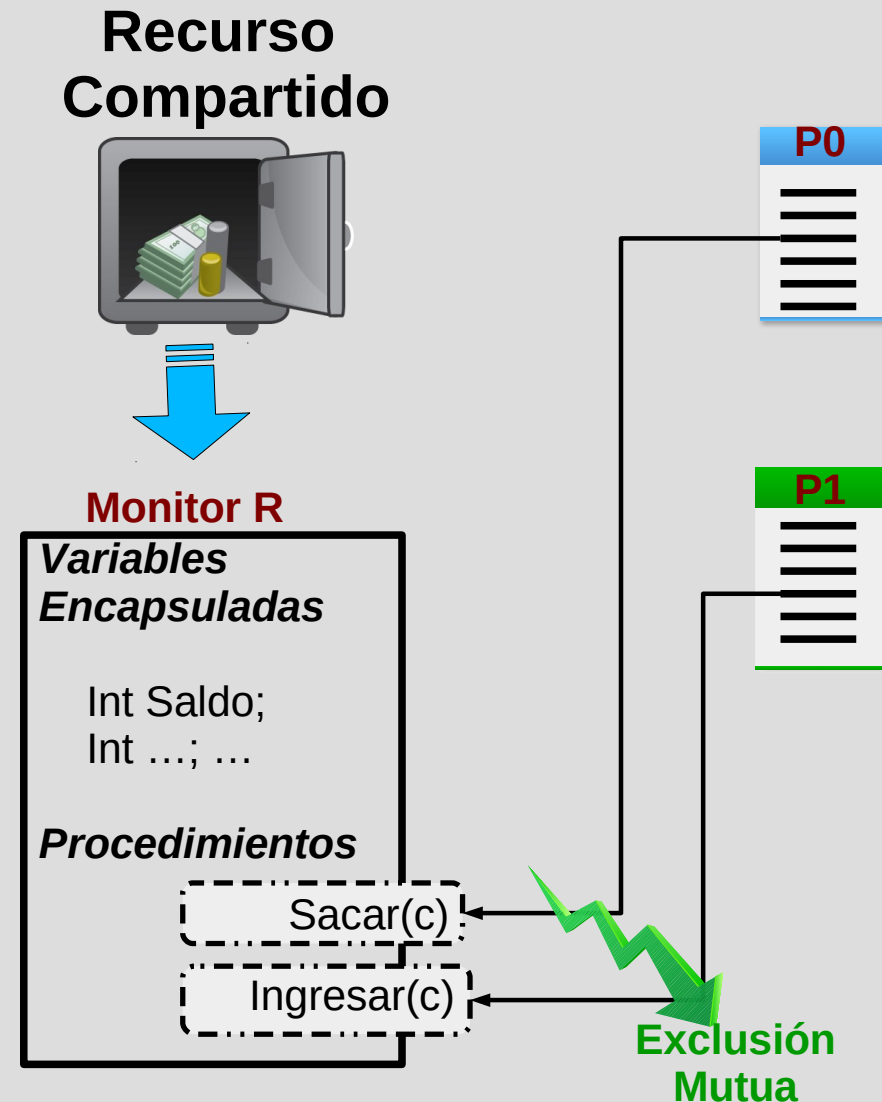 Recurso
Compartido
P0
P1
Monitor R
Variables
Encapsuladas
Int Saldo;
Int …; …
Procedimientos
Sacar(c)
Ingresar(c)
Exclusión
Mutua